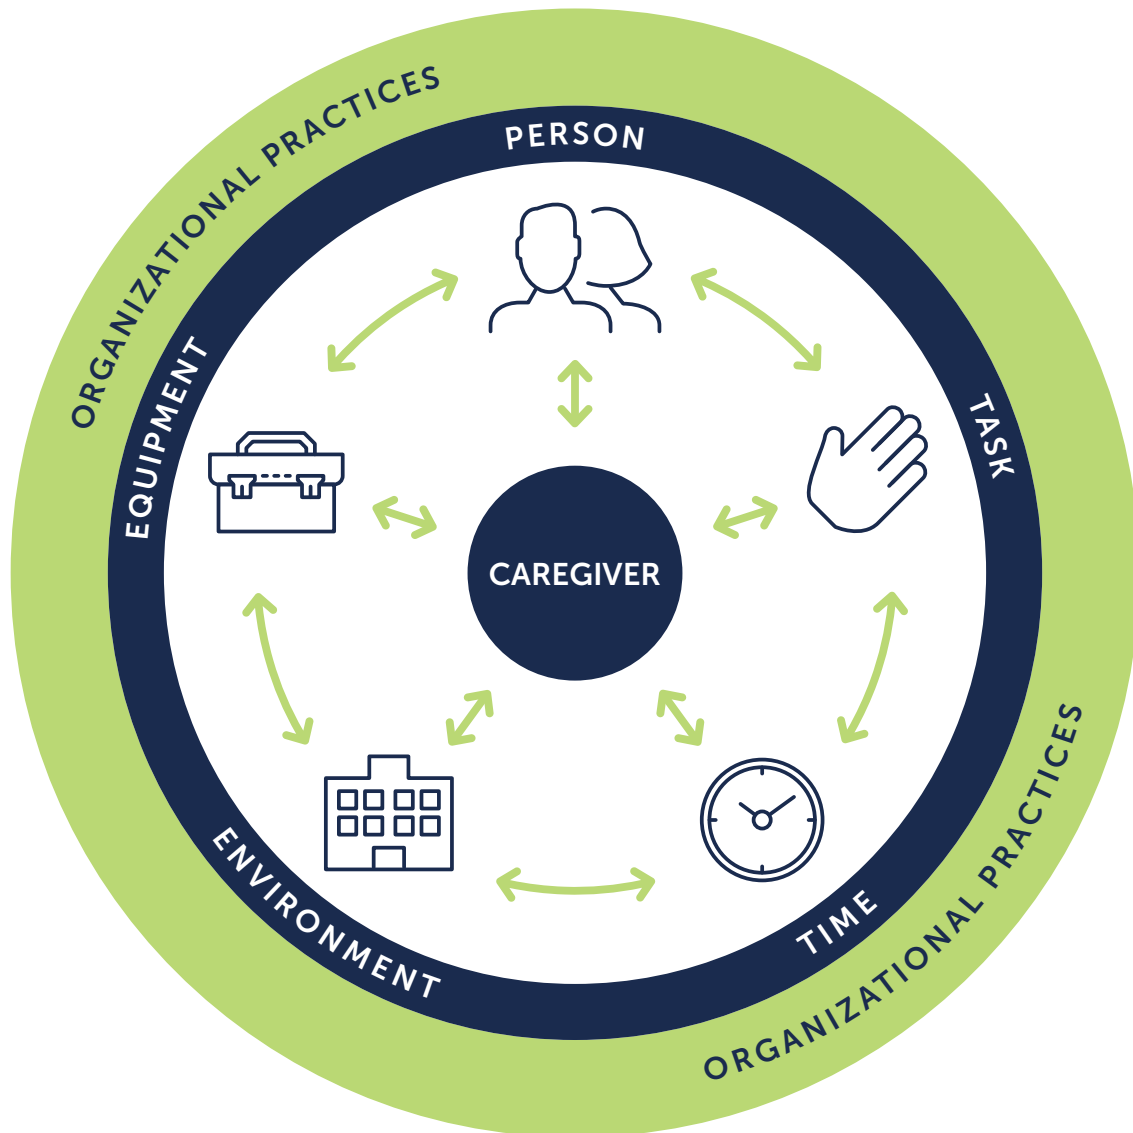 ORGANIZATIONAL PRACTICES
PERSON
EQUIPMENT
TASK
CAREGIVER
ENVIRONMENT
TIME
ORGANIZATIONAL PRACTICES